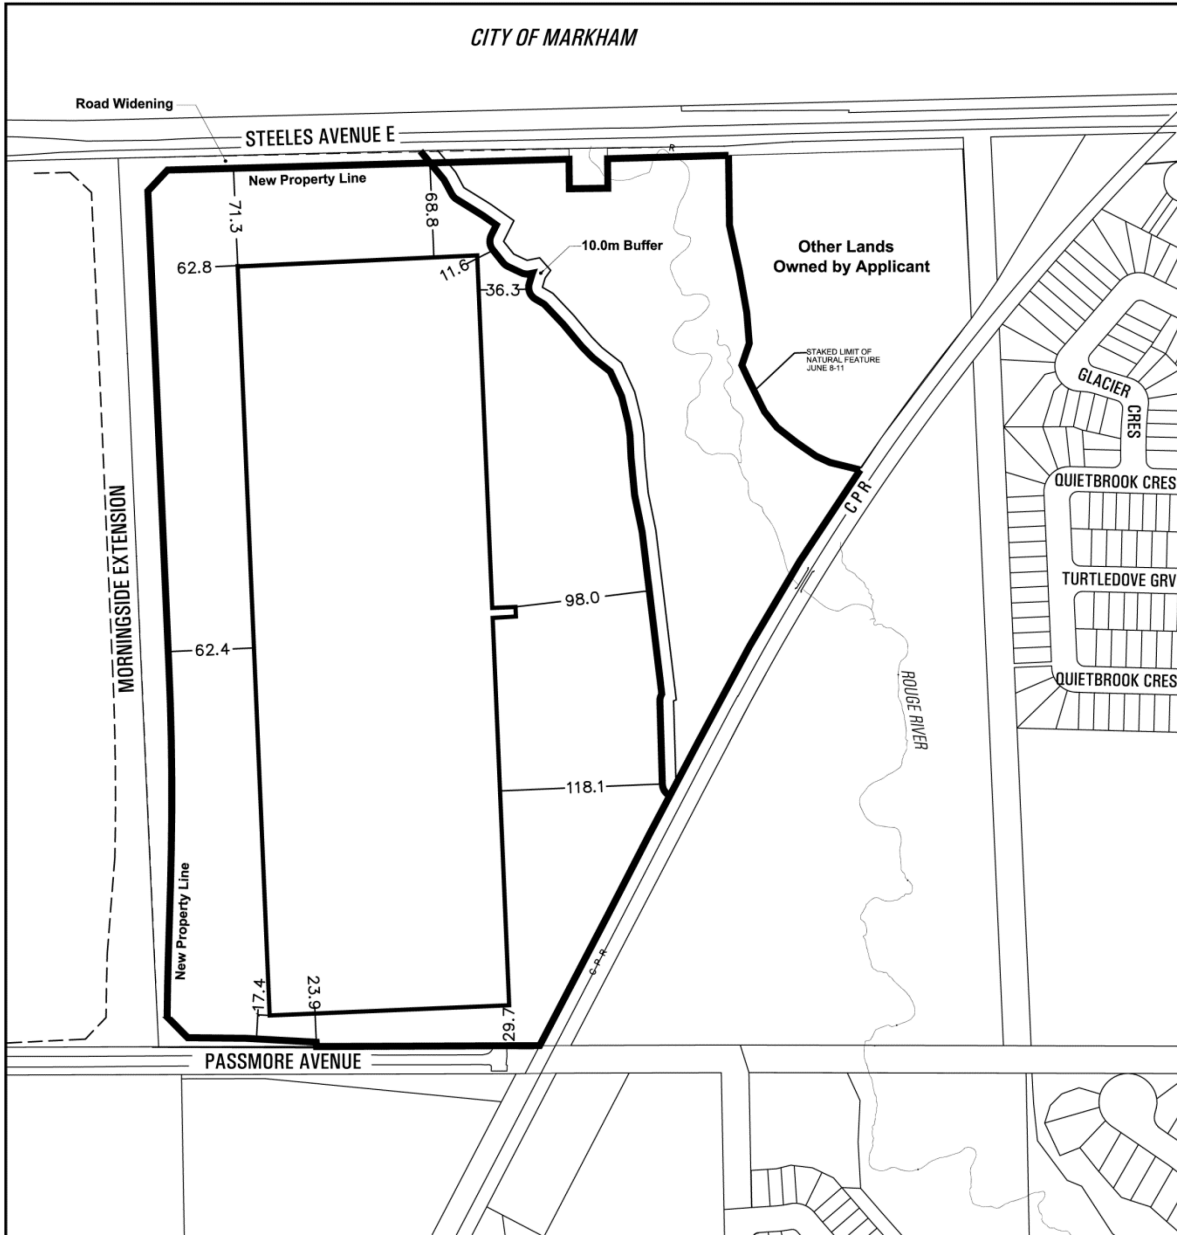 CITY OF MARKHAM
Road Widening
STEELES AVENUE E
R
New Property Line
71.3
68.8
62.8
11.6
36.3
10.0m Buffer
Other Lands
Owned by Applicant
STAKED LIMIT OF
NATURAL FEATURE
JUNE 8-11
GLACIER
CRES
QUIETBROOK CRES
CPR
MORNINGSIDE EXTENSION
TURTLEDOVE GRV
98.0
62.4
QUIETBROOK CRES
ROUGE RIVER
118.1
New Property Line
CPR
17.4
23.9
29.7
PASSMORE AVENUE